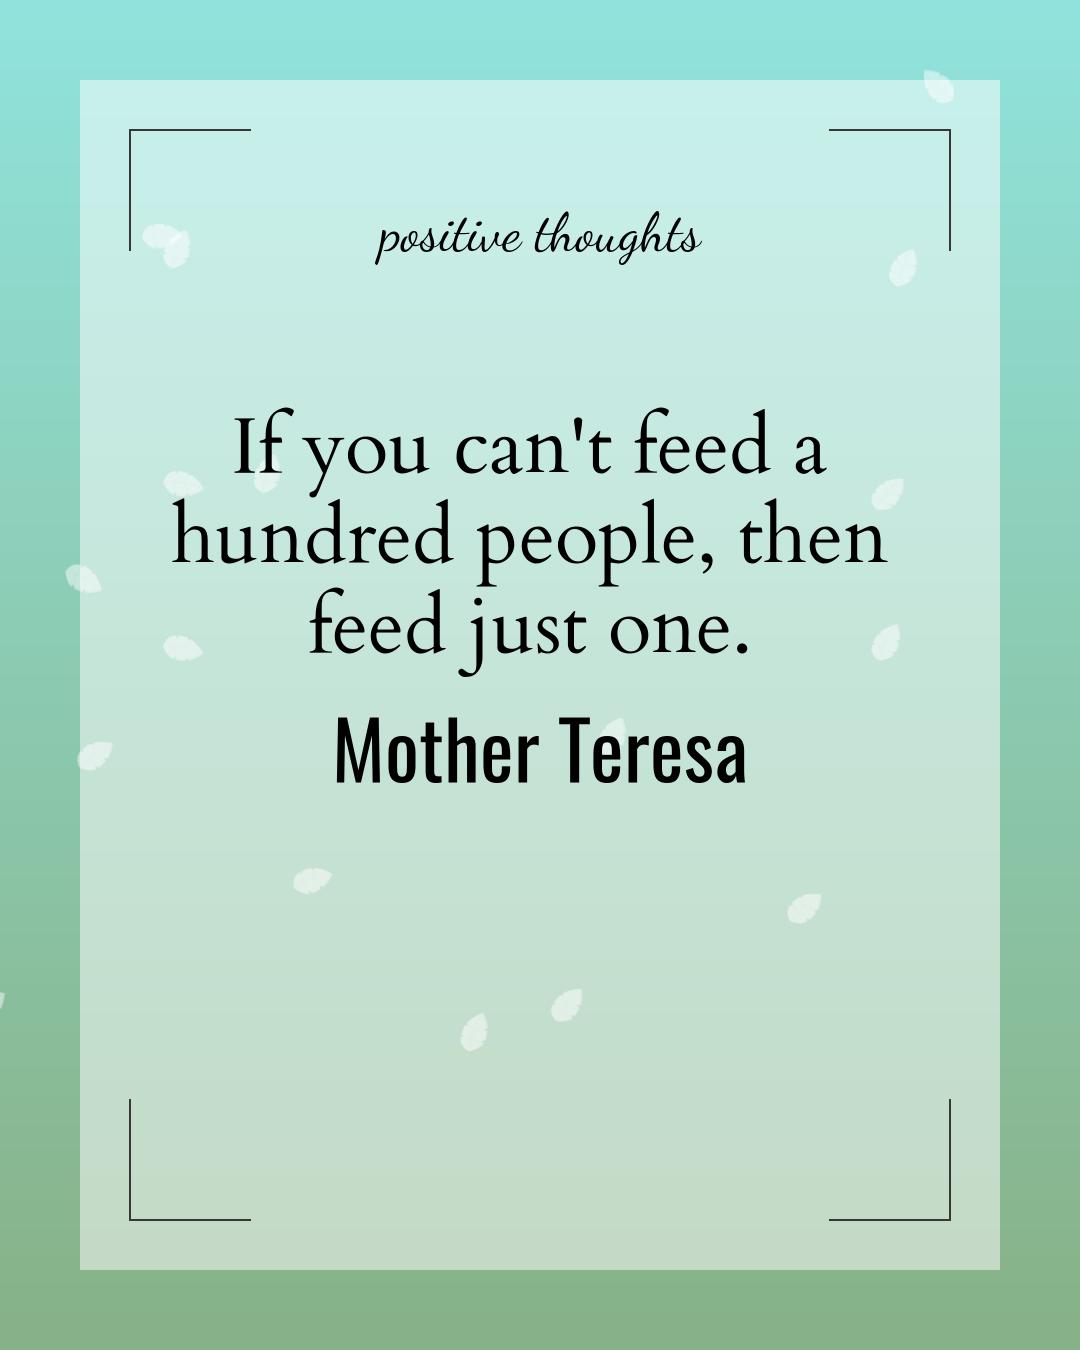 positive thoughts
If you can't feed a
hundred people, then
feed just one.
Mother Teresa